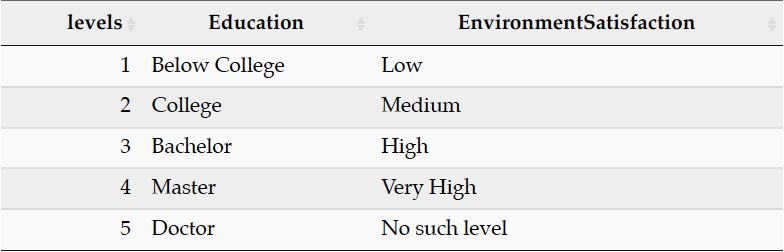 levels Education EnvironmentSatisfaction
1 Below College Low
2 College Medium
3 Bachelor High
4 Master Very High
5 Doctor No such level